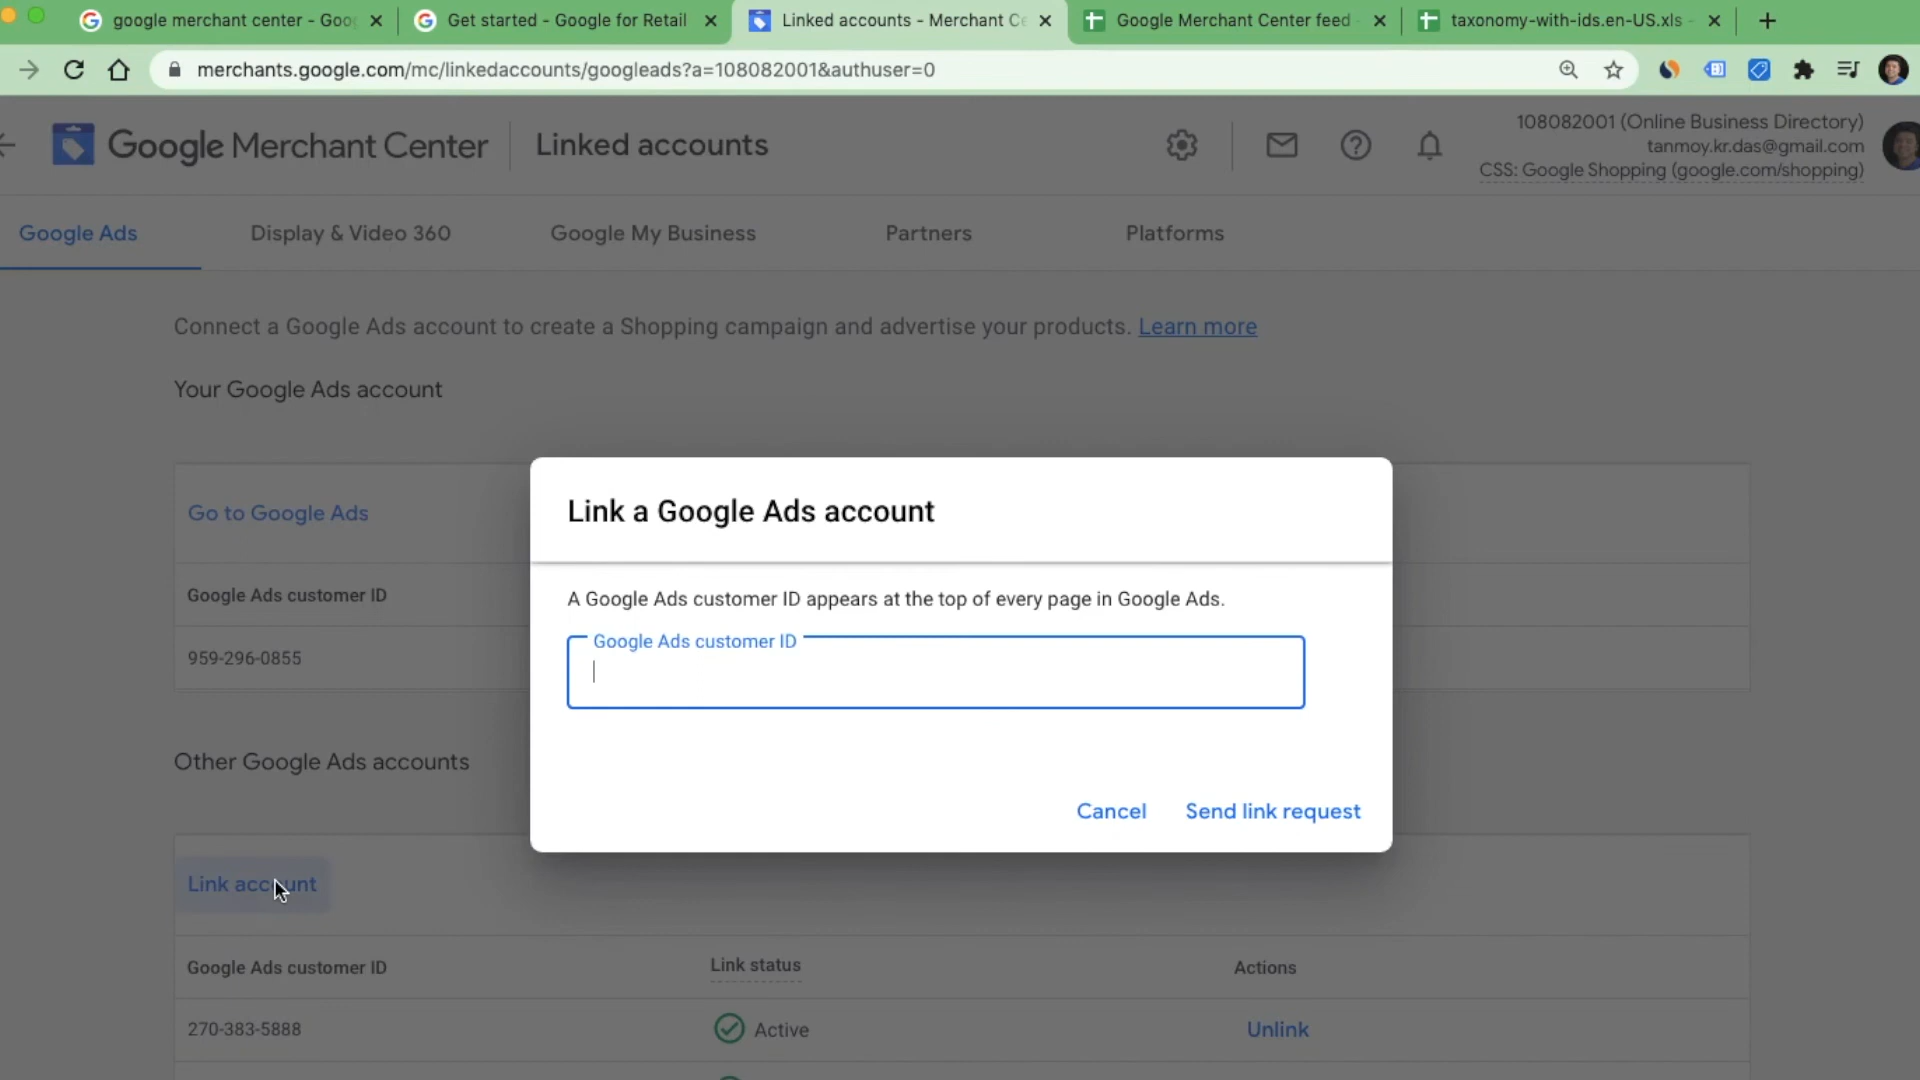 google merchant center - Goo
Get started - Google for Retail
Linked accounts - Merchant Ce
Google Merchant Center feed -
taxonomy-with-ids.en-US.xls -
merchants.google.com/mc/linkedaccounts/googleads?a=108082001&authuser=0
Google Merchant Center
Linked accounts
108082001 (Online Business Directory)
tanmoy.kr.das@gmail.com
CSS: Google Shopping (google.com/shopping)
Google Ads
Display & Video 360
Google My Business
Partners
Platforms
Connect a Google Ads account to create a Shopping campaign and advertise your products. Learn more
Your Google Ads account
Go to Google Ads
Google Ads customer ID
959-296-0855
Link a Google Ads account
A Google Ads customer ID appears at the top of every page in Google Ads.
Google Ads customer ID
Cancel
Send link request
Other Google Ads accounts
Link account
Google Ads customer ID
Link status
Actions
270-383-5888
Active
Unlink